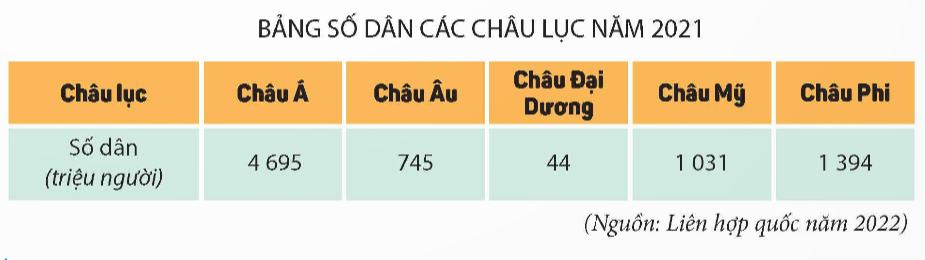 BẢNG SỐ DÂN CÁC CHÂU LỤC NĂM 2021
Châu lục Châu Á Châu Âu Châu Đại Dương Châu Mỹ Châu Phi
Số dân (triệu người) 4 695 745 44 1 031 1 394
(Nguồn: Liên hợp quốc năm 2022)